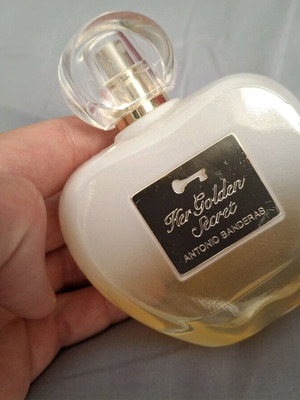 Her Golden
Secret
ANTONIO BANDERAS